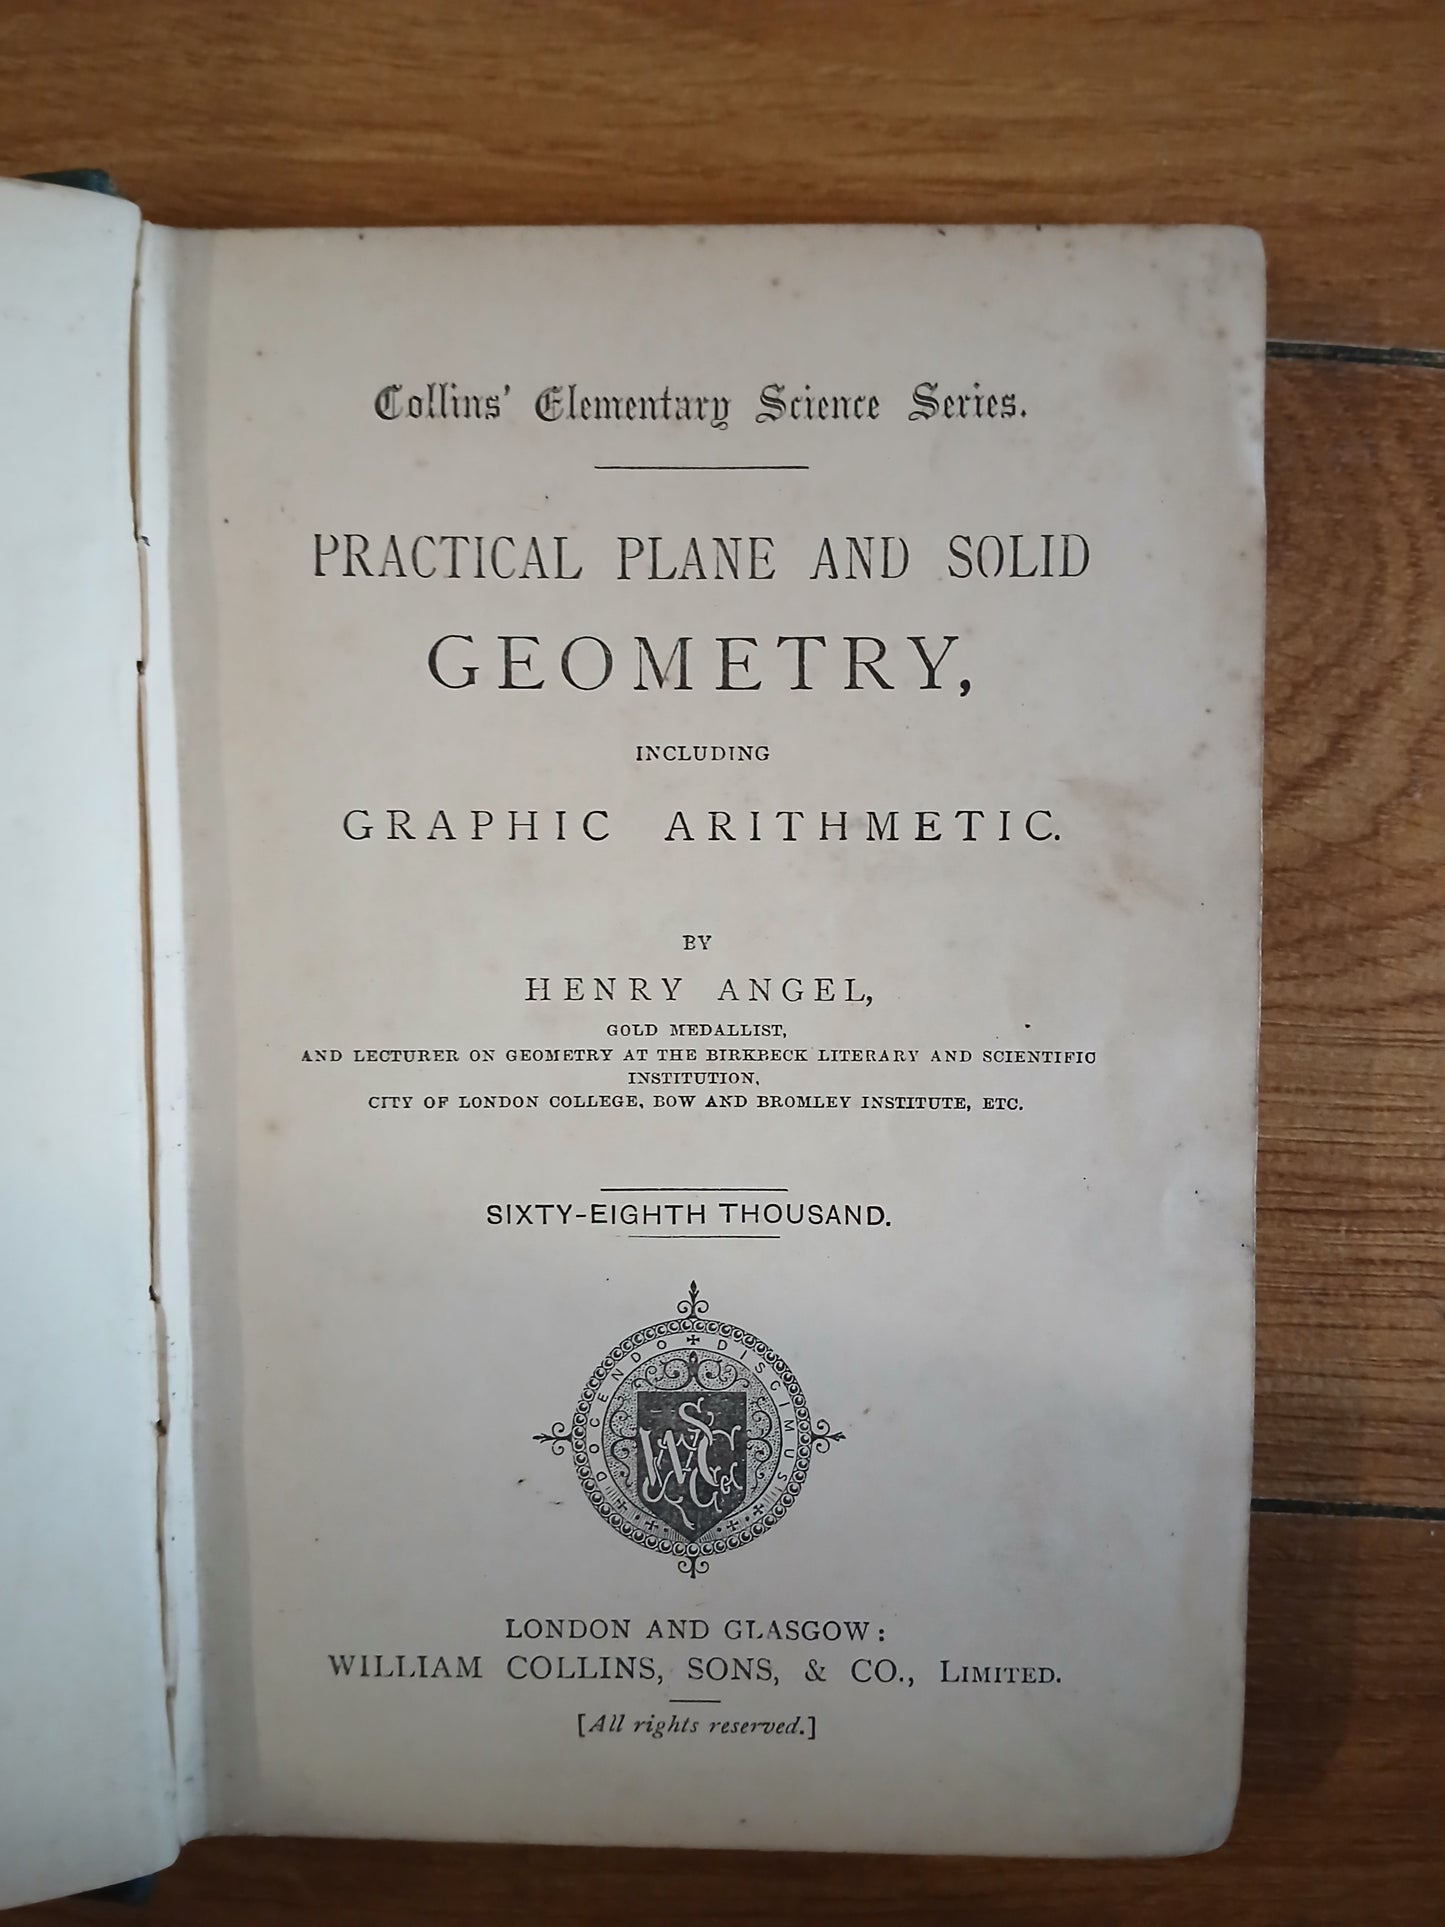 Collins' Elementary Science Series.
PRACTICAL PLANE AND SOLID
GEOMETRY,
INCLUDING
GRAPHIC ARITHMETIC.
BY
HENRY ANGEL,
GOLD MEDALLIST,
AND LECTURER ON GEOMETRY AT THE BIRKBECK LITERARY AND SCIENTIFIC
INSTITUTION,
CITY OF LONDON COLLEGE, BOW AND BROMLEY INSTITUTE, ETC.
SIXTY-EIGHTH THOUSAND.
DOCENDO DISCIMUS
LONDON AND GLASGOW:
WILLIAM COLLINS, SONS, & CO., LIMITED.
[All rights reserved.]